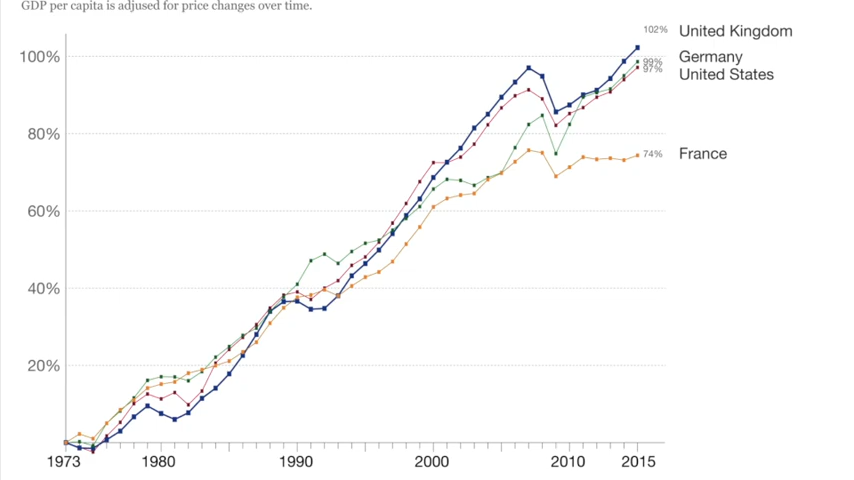 GDP per capita is adjused for price changes over time.
102% United Kingdom
100%
99% Germany
97% United States
80%
74% France
60%
40%
20%
1973 1980 1990 2000 2010 2015